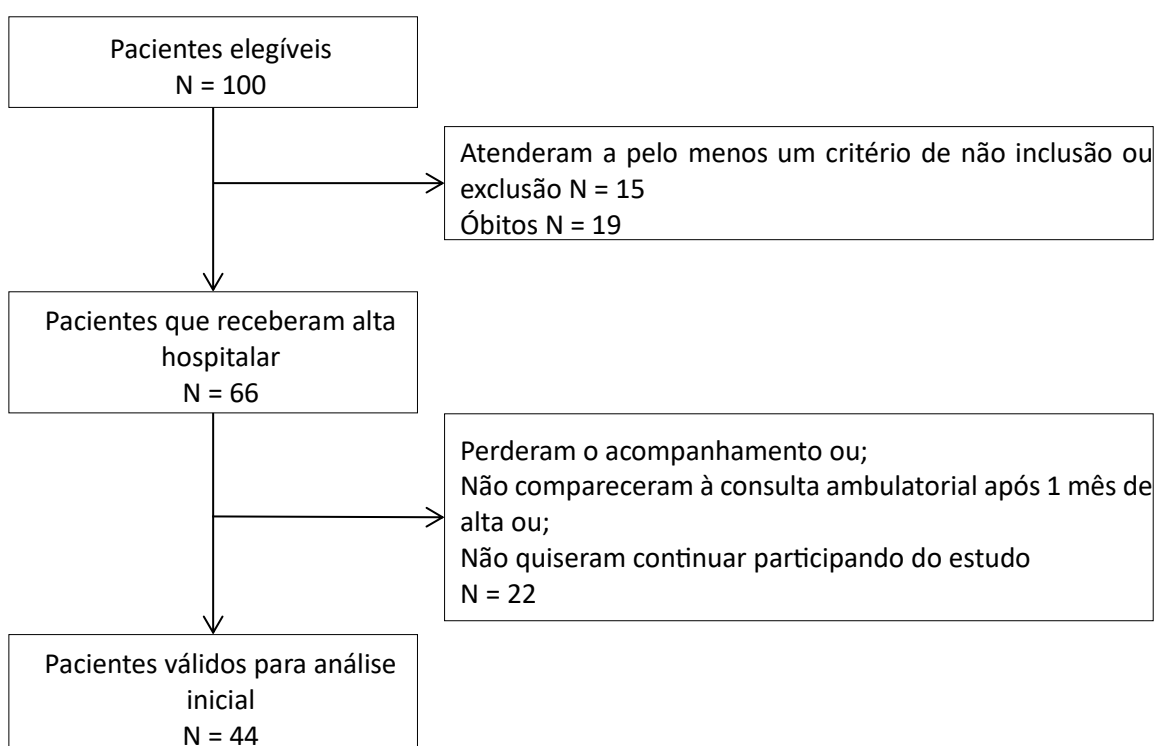 Pacientes elegíveis
N = 100
Atenderam a pelo menos um critério de não inclusão ou
exclusão N = 15
Óbitos N = 19
Pacientes que receberam alta
hospitalar
N = 66
Perderam o acompanhamento ou;
Não compareceram à consulta ambulatorial após 1 mês de
alta ou;
Não quiseram continuar participando do estudo
N = 22
Pacientes válidos para análise
inicial
N = 44